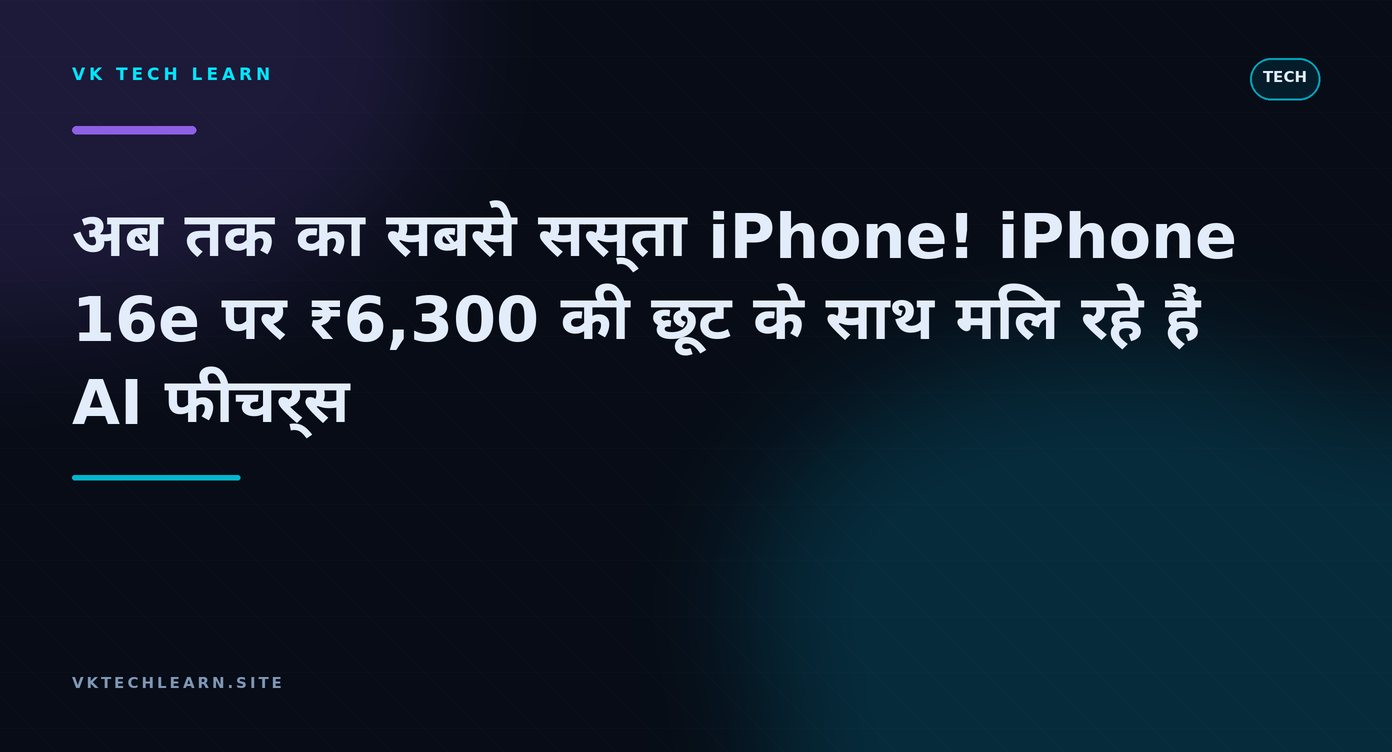 VK TECH LEARN
TECH
अब तक का सबसे सस्ता iPhone! iPhone
16e पर ₹6,300 की छूट के साथ मिल रहे हैं
AI फीचर्स
VKTECHLEARN.SITE